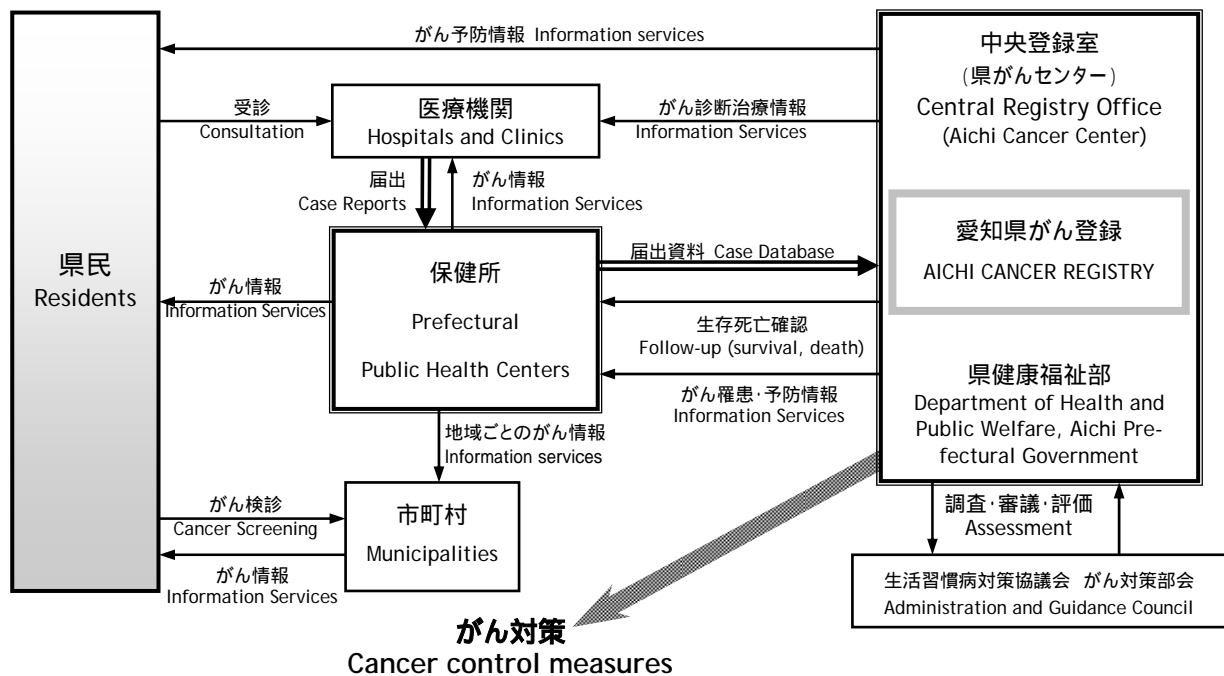 がん予防情報 Information services
中央登録室
(県がんセンター)
Central Registry Office
(Aichi Cancer Center)
受診
Consultation
医療機関
Hospitals and Clinics
がん診断治療情報
Information Services
届出
Case Reports
がん情報
Information Services
愛知県がん登録
AICHI CANCER REGISTRY
県民
Residents
がん情報
Information Services
保健所
Prefectural
Public Health Centers
届出資料 Case Database
生存死亡確認
Follow-up (survival, death)
がん罹患・予防情報
Information Services
県健康福祉部
Department of Health and
Public Welfare, Aichi Pre-
fectural Government
地域ごとのがん情報
Information services
がん検診
Cancer Screening
市町村
Municipalities
がん情報
Information Services
調査・審議・評価
Assessment
生活習慣病対策協議会 がん対策部会
Administration and Guidance Council
がん対策
Cancer control measures